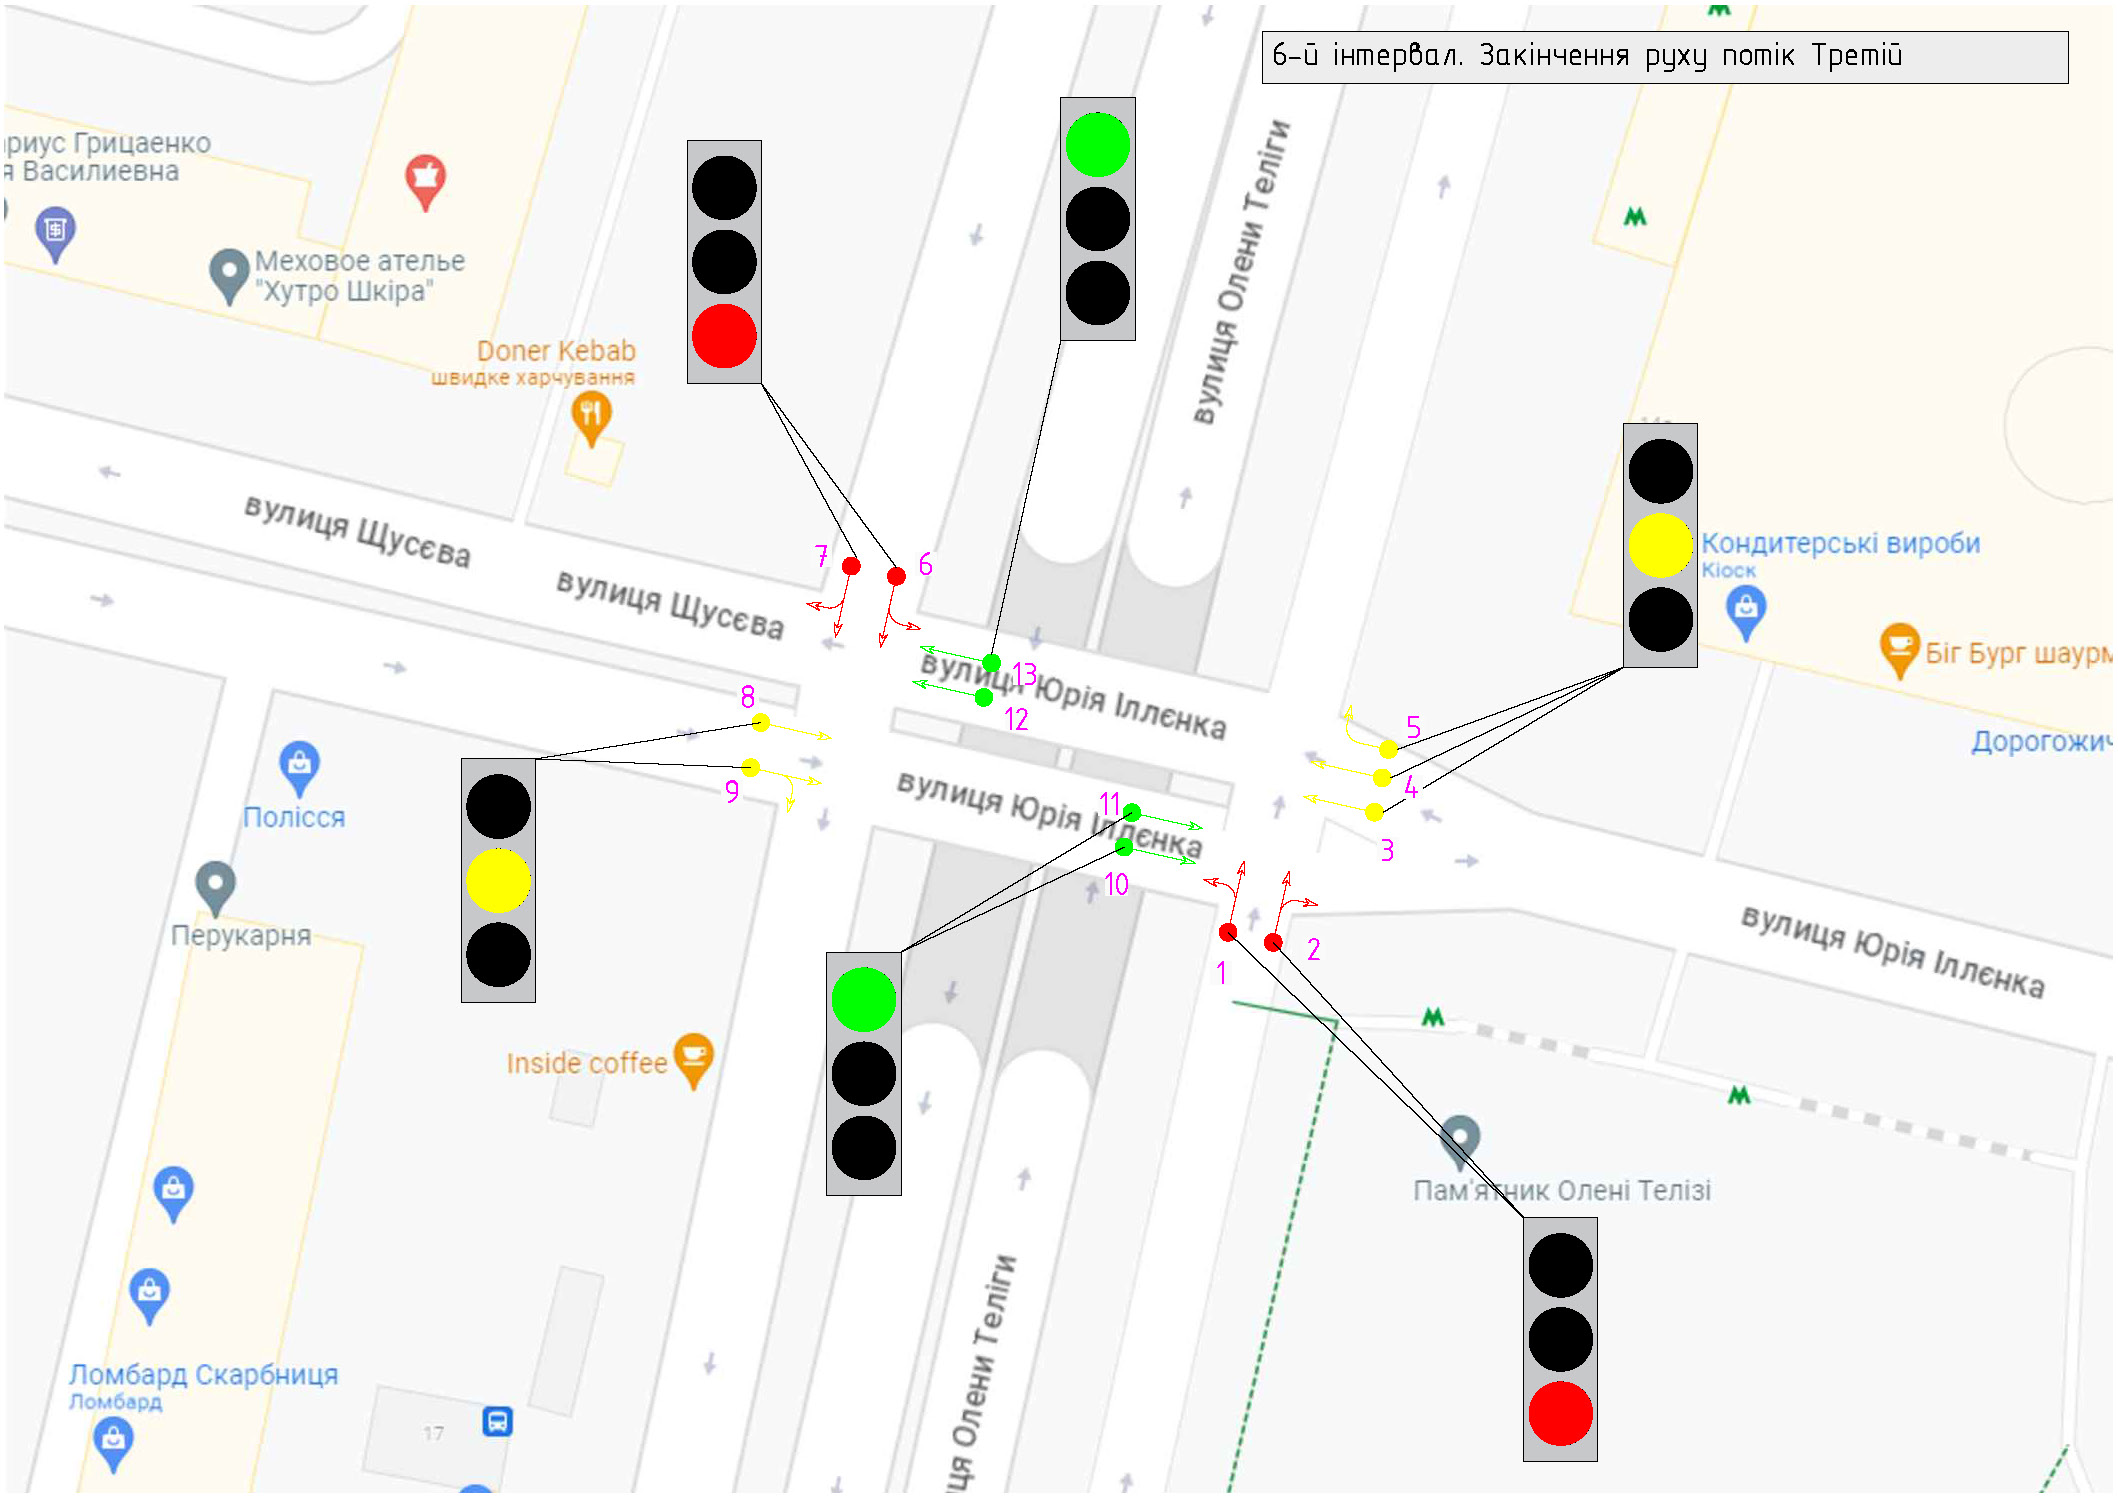 6-й інтервал. Закінчення руху потік Третій
риус Грицаенко
я Василиевна
Меховое ателье
"Хутро Шкіра"
Doner Kebab
швидке харчування
вулиця Олени Теліги
вулиця Щусєва
вулиця Щусєва
Кондитерські вироби
Кіоск
Біг Бург шаурм
Дорогожич
7
6
13
12
вулиця Юрія Іллєнка
5
4
3
8
9
11
10
вулиця Юрія Іллєнка
1
2
вулиця Юрія Іллєнка
Полісся
Перукарня
Inside coffee
Пам'ятник Олені Телізі
ця Олени Теліги
Ломбард Скарбниця
Ломбард
17